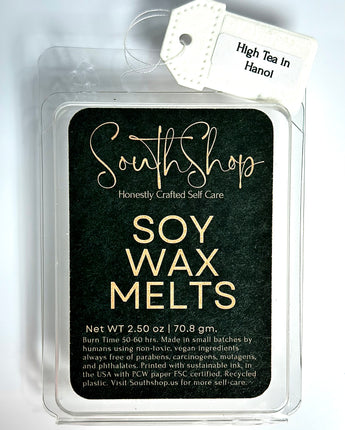 High Tea in
Hanoi
SouthShop
Honestly Crafted Self Care
SOY
WAX
MELTS
Net WT 2.50 oz | 70.8 gm.
Burn Time 50-60 hrs. Made in small batches by
humans using non-toxic, vegan ingredients
always free of parabens, carcinogens, mutagens,
and phthalates. Printed with sustainable ink, in
the USA with PCW paper FSC certified. Recycled
plastic. Visit Southshop.us for more self-care.